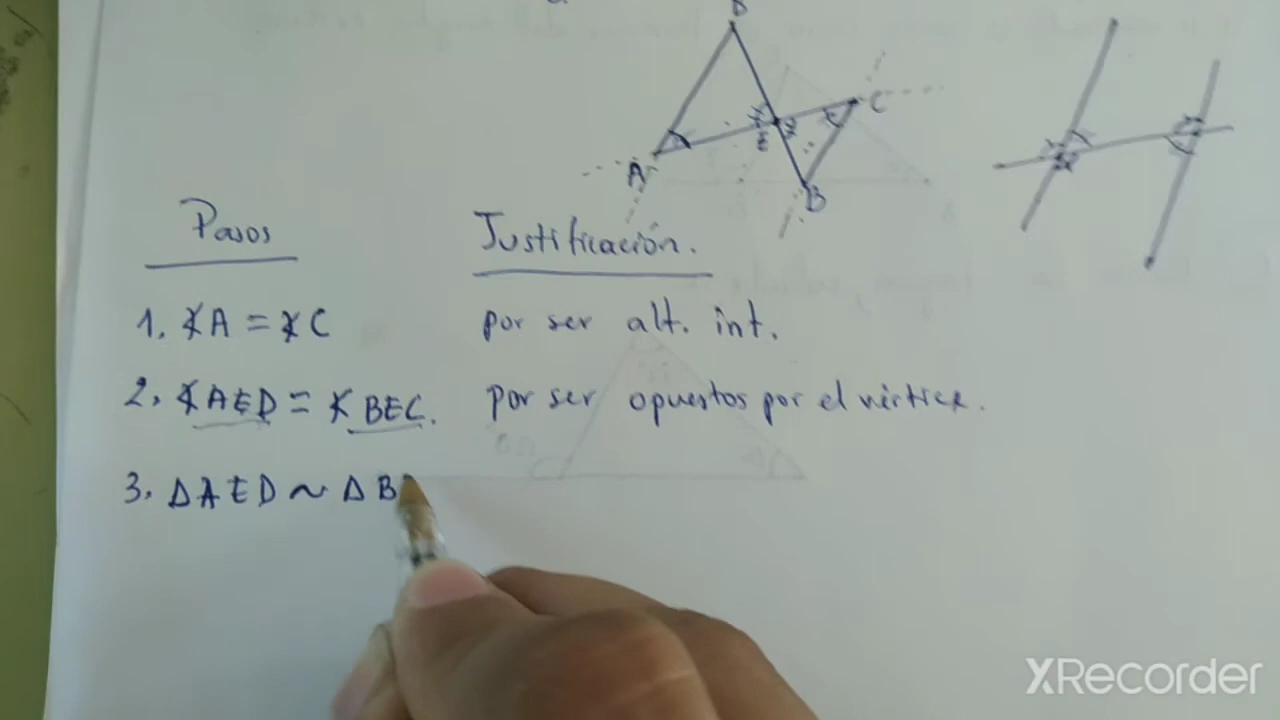 D
C
E
A
B
Pasos Justificación.
1. ∢A = ∢C por ser alt. int.
2. ∢AED = ∢BEC. por ser opuestos por el vértice.
3. ΔAED ~ ΔB
XRecorder